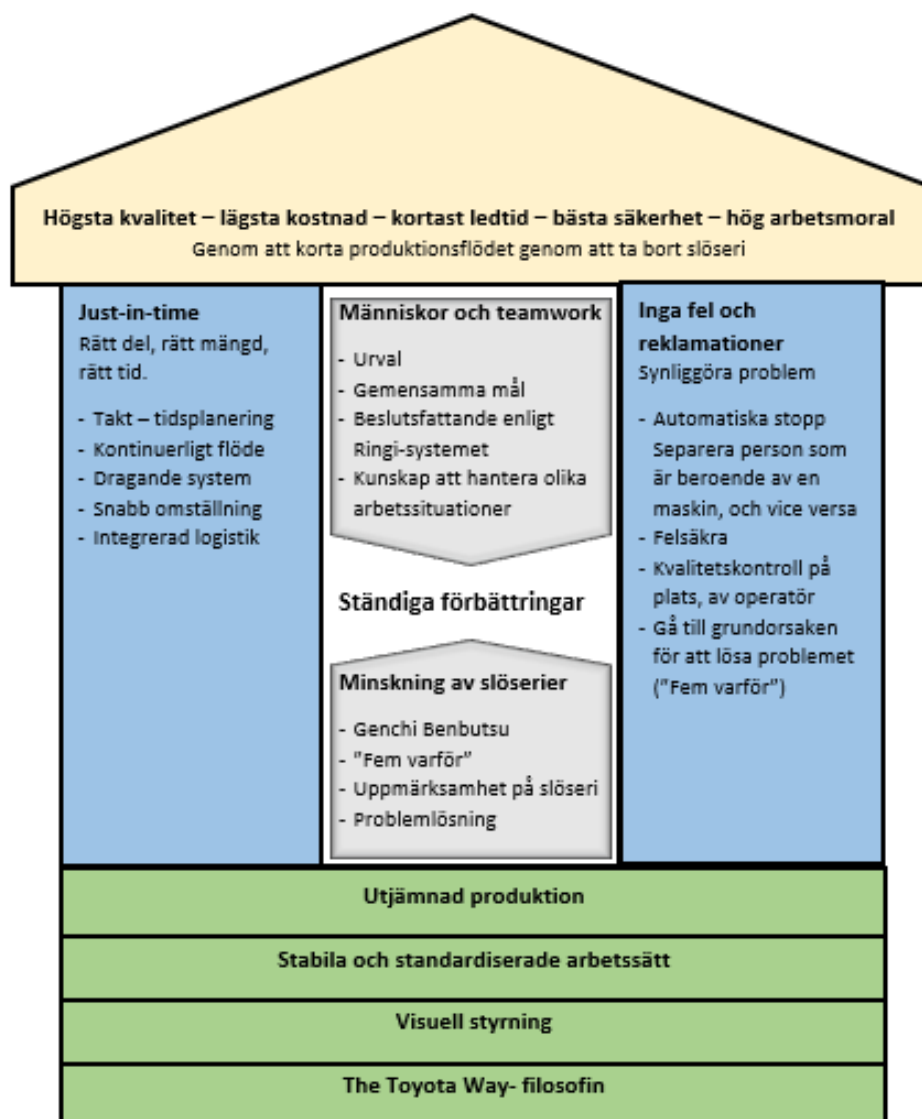 Högsta kvalitet – lägsta kostnad – kortast ledtid – bästa säkerhet – hög arbetsmoral
Genom att korta produktionsflödet genom att ta bort slöseri
Just-in-time
Rätt del, rätt mängd,
rätt tid.
- Takt – tidsplanering
- Kontinuerligt flöde
- Dragande system
- Snabb omställning
- Integrerad logistik
Människor och teamwork
- Urval
- Gemensamma mål
- Beslutsfattande enligt
Ringi-systemet
- Kunskap att hantera olika
arbetssituationer
Ständiga förbättringar
Minskning av slöserier
- Genchi Benbutsu
- "Fem varför"
- Uppmärksamhet på slöseri
- Problemlösning
Inga fel och
reklamationer
Synliggöra problem
- Automatiska stopp
Separera person som
är beroende av en
maskin, och vice versa
- Felsäkra
- Kvalitetskontroll på
plats, av operatör
- Gå till grundorsaken
för att lösa problemet
("Fem varför")
Utjämnad produktion
Stabila och standardiserade arbetssätt
Visuell styrning
The Toyota Way- filosofin